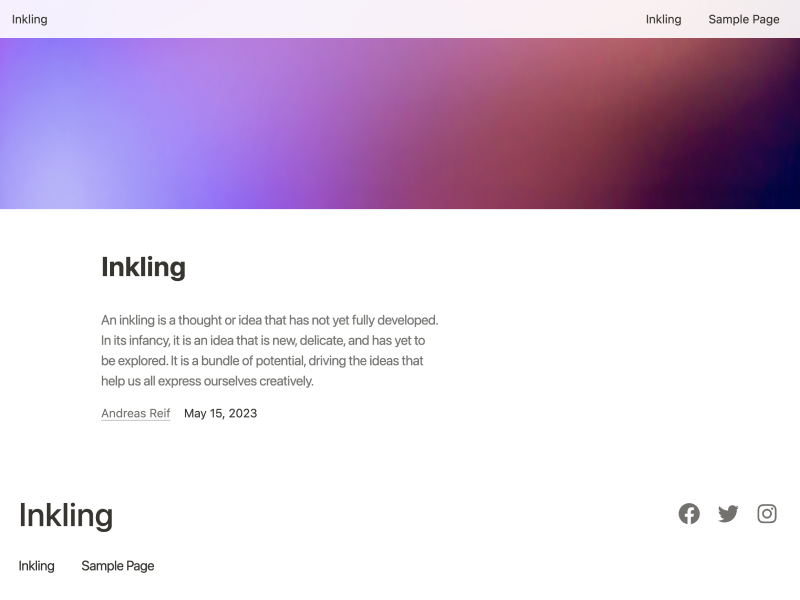 Inkling
Inkling Sample Page
Inkling
An inkling is a thought or idea that has not yet fully developed.
In its infancy, it is an idea that is new, delicate, and has yet to
be explored. It is a bundle of potential, driving the ideas that
help us all express ourselves creatively.
Andreas Reif May 15, 2023
Inkling
Inkling Sample Page